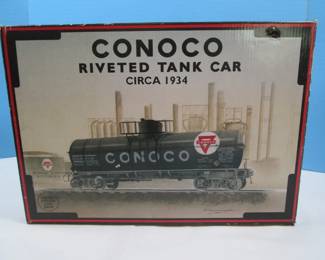 CONOCO
RIVETED TANK CAR
CIRCA 1934
CONOCO